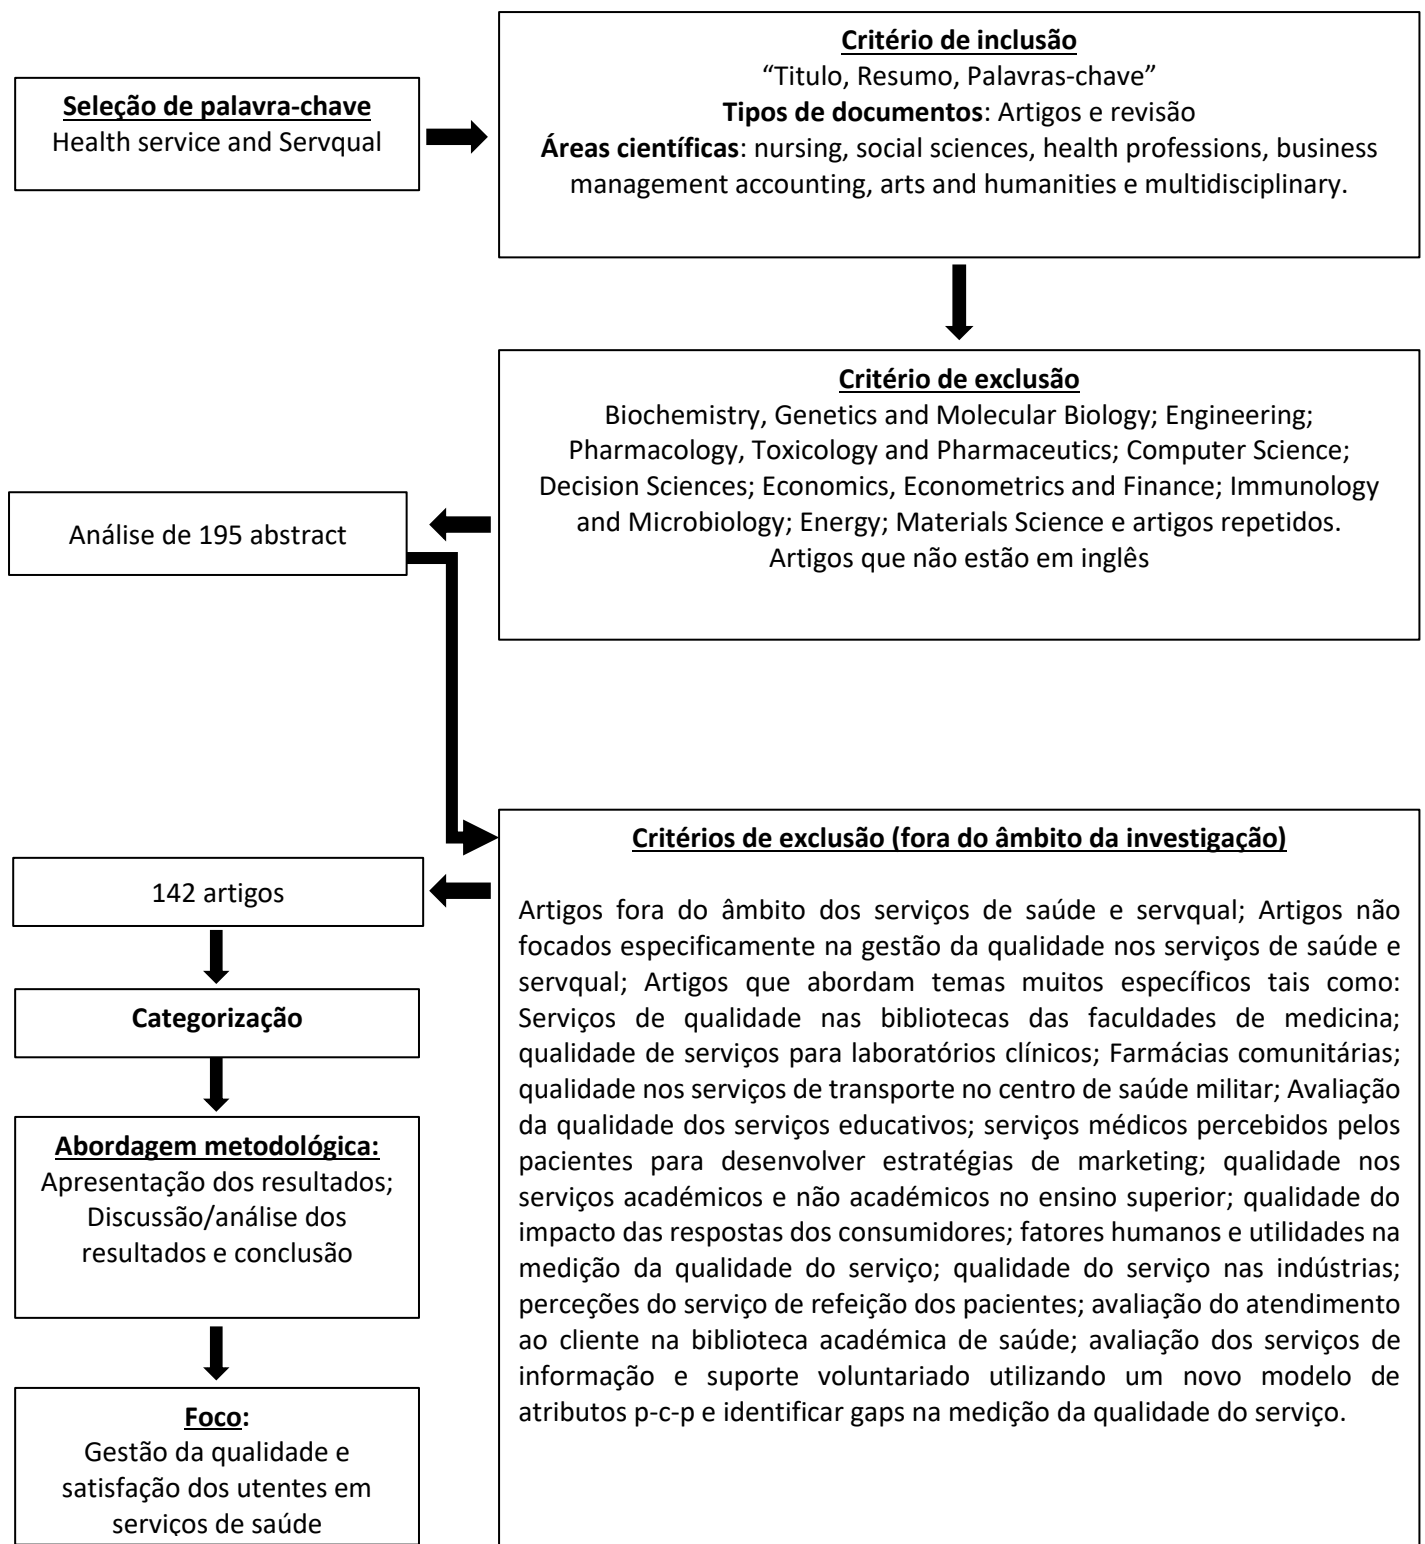 Seleção de palavra-chave
Health service and Servqual
Critério de inclusão
“Titulo, Resumo, Palavras-chave”
Tipos de documentos: Artigos e revisão
Áreas científicas: nursing, social sciences, health professions, business
management accounting, arts and humanities e multidisciplinary.
Critério de exclusão
Biochemistry, Genetics and Molecular Biology; Engineering;
Pharmacology, Toxicology and Pharmaceutics; Computer Science;
Decision Sciences; Economics, Econometrics and Finance; Immunology
and Microbiology; Energy; Materials Science e artigos repetidos.
Artigos que não estão em inglês
Análise de 195 abstract
Critérios de exclusão (fora do âmbito da investigação)
Artigos fora do âmbito dos serviços de saúde e servqual; Artigos não
focados especificamente na gestão da qualidade nos serviços de saúde e
servqual; Artigos que abordam temas muitos específicos tais como:
Serviços de qualidade nas bibliotecas das faculdades de medicina;
qualidade de serviços para laboratórios clínicos; Farmácias comunitárias;
qualidade nos serviços de transporte no centro de saúde militar; Avaliação
da qualidade dos serviços educativos; serviços médicos percebidos pelos
pacientes para desenvolver estratégias de marketing; qualidade nos
serviços académicos e não académicos no ensino superior; qualidade do
impacto das respostas dos consumidores; fatores humanos e utilidades na
medição da qualidade do serviço; qualidade do serviço nas indústrias;
perceções do serviço de refeição dos pacientes; avaliação do atendimento
ao cliente na biblioteca académica de saúde; avaliação dos serviços de
informação e suporte voluntariado utilizando um novo modelo de
atributos p-c-p e identificar gaps na medição da qualidade do serviço.
142 artigos
Categorização
Abordagem metodológica:
Apresentação dos resultados;
Discussão/análise dos
resultados e conclusão
Foco:
Gestão da qualidade e
satisfação dos utentes em
serviços de saúde